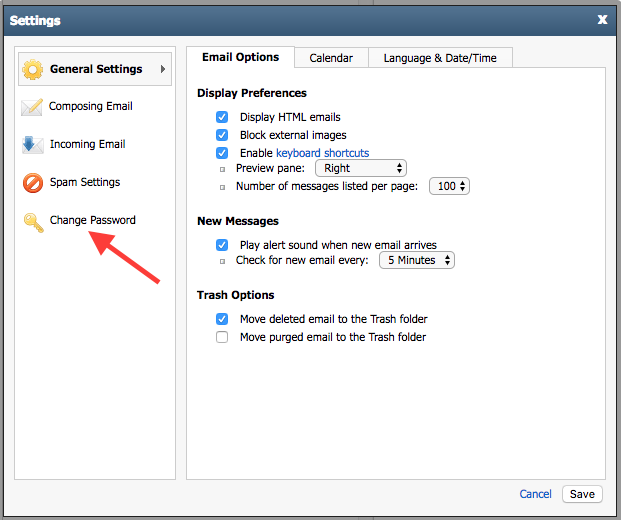 Settings
x
General Settings
Composing Email
Incoming Email
Spam Settings
Change Password
Email Options
Calendar
Language & Date/Time
Display Preferences
Display HTML emails
Block external images
Enable keyboard shortcuts
Preview pane: Right
Number of messages listed per page: 100
New Messages
Play alert sound when new email arrives
Check for new email every: 5 Minutes
Trash Options
Move deleted email to the Trash folder
Move purged email to the Trash folder
Cancel
Save